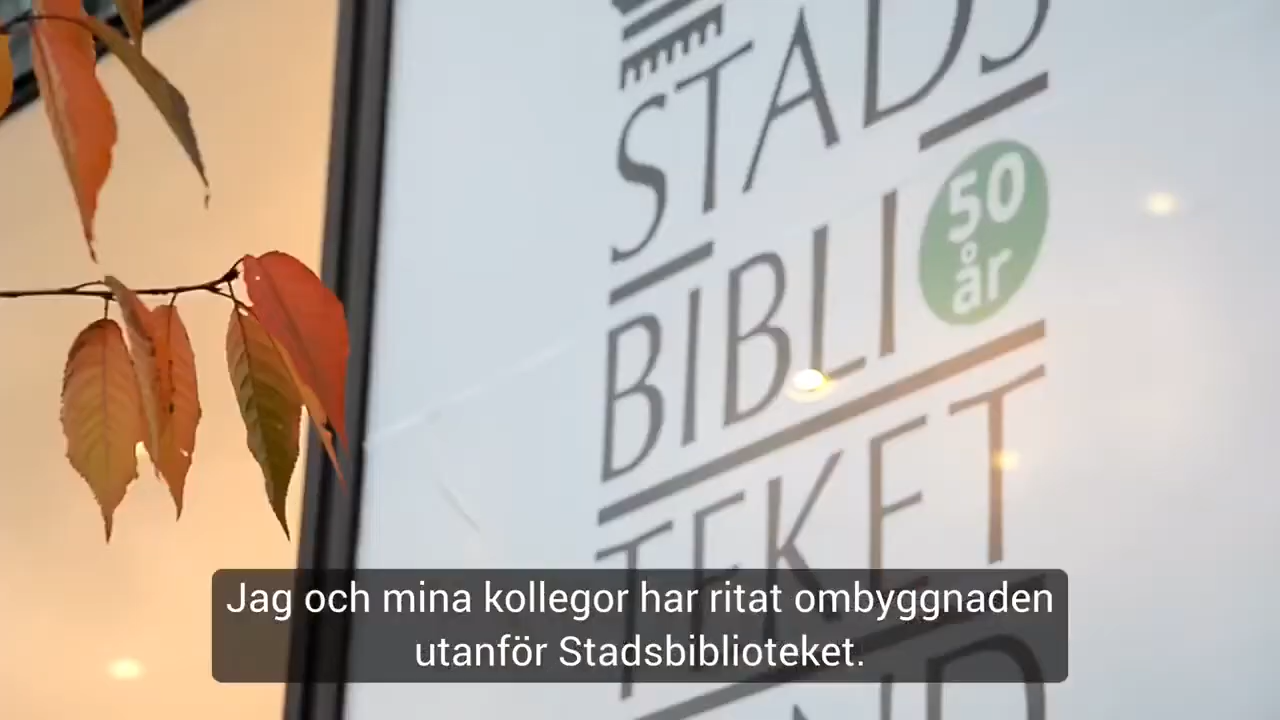 STADS
BIBLI
50
år
TEKET
Jag och mina kollegor har ritat ombyggnaden
utanför Stadsbiblioteket.